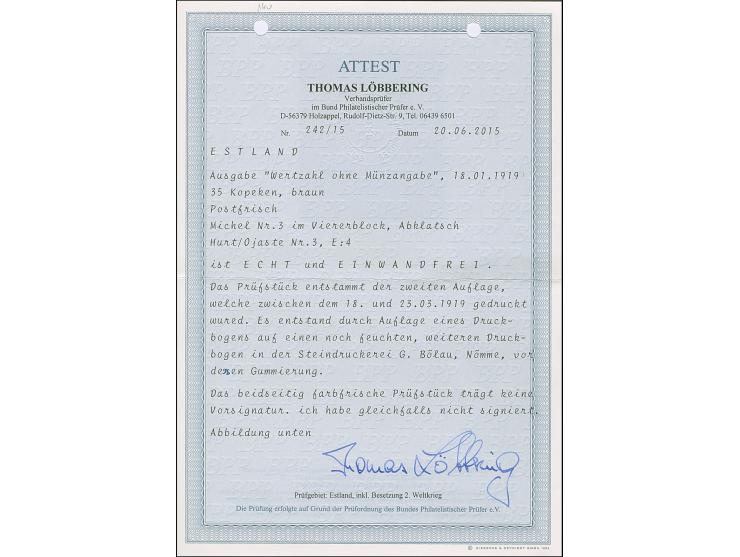 ATTEST
THOMAS LÖBBERING
Verbandsprüfer
im Bund Philatelistischer Prüfer e. V.
D-56379 Holzappel, Rudolf-Dietz-Str. 9, Tel. 06439 6501
Nr. 242/15 Datum 20.06.2015
E S T L A N D
Ausgabe "Wertzahl ohne Münzangabe", 18.01.1919
35 Kopeken, braun
Postfrisch
Michel Nr.3 im Viererblock, Abklatsch
Hurt/Ojaste Nr.3, E:4
ist E C H T und E I N W A N D F R E I .
Das Prüfstück entstammt der zweiten Auflage,
welche zwischen dem 18. und 23.03.1919 gedruckt
wured. Es entstand durch Auflage eines Druck-
bogens auf einen noch feuchten, weiteren Druck-
bogen in der Steindruckerei G. Bölau, Nömme, vor
deren Gummierung.
Das beidseitig farbfrische Prüfstück trägt keine
Vorsignatur. ich habe gleichfalls nicht signiert.
Abbildung unten
Thomas Löbbering
Prüfgebiet: Estland, inkl. Besetzung 2. Weltkrieg
Die Prüfung erfolgte auf Grund der Prüfordnung des Bundes Philatelistischer Prüfer e.V.